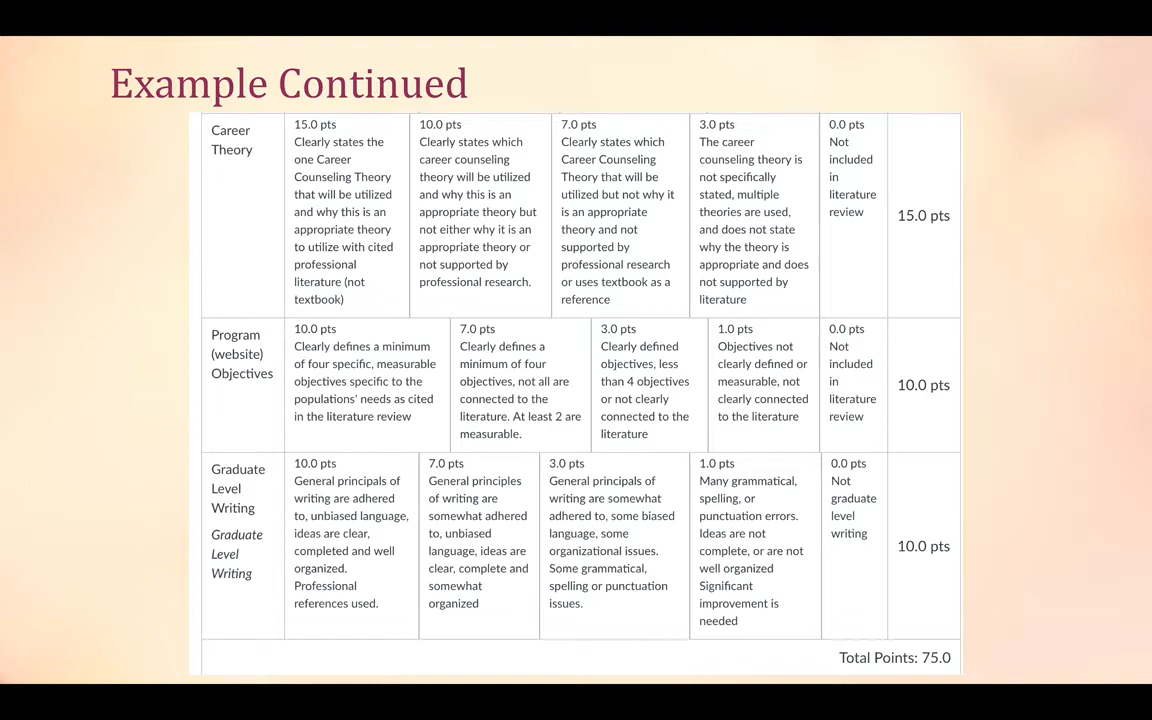 Example Continued
Career
Theory
15.0 pts
Clearly states the
one Career
Counseling Theory
that will be utilized
and why this is an
appropriate theory
to utilize with cited
professional
literature (not
textbook)
10.0 pts
Clearly states which
career counseling
theory will be utilized
and why this is an
appropriate theory but
not either why it is an
appropriate theory or
not supported by
professional research.
7.0 pts
Clearly states which
Career Counseling
Theory that will be
utilized but not why it
is an appropriate
theory and not
supported by
professional research
or uses textbook as a
reference
3.0 pts
The career
counseling theory is
not specifically
stated, multiple
theories are used,
and does not state
why the theory is
appropriate and does
not supported by
literature
0.0 pts
Not
included
in
literature
review
15.0 pts
Program
(website)
Objectives
10.0 pts
Clearly defines a minimum
of four specific, measurable
objectives specific to the
populations' needs as cited
in the literature review
7.0 pts
Clearly defines a
minimum of four
objectives, not all are
connected to the
literature. At least 2 are
measurable.
3.0 pts
Clearly defined
objectives, less
than 4 objectives
or not clearly
connected to the
literature
1.0 pts
Objectives not
clearly defined or
measurable, not
clearly connected
to the literature
0.0 pts
Not
included
in
literature
review
10.0 pts
Graduate
Level
Writing
Graduate
Level
Writing
10.0 pts
General principals of
writing are adhered
to, unbiased language,
ideas are clear,
completed and well
organized.
Professional
references used.
7.0 pts
General principles
of writing are
somewhat adhered
to, unbiased
language, ideas are
clear, complete and
somewhat
organized
3.0 pts
General principals of
writing are somewhat
adhered to, some biased
language, some
organizational issues.
Some grammatical,
spelling or punctuation
issues.
1.0 pts
Many grammatical,
spelling, or
punctuation errors.
Ideas are not
complete, or are not
well organized
Significant
improvement is
needed
0.0 pts
Not
graduate
level
writing
10.0 pts
Total Points: 75.0